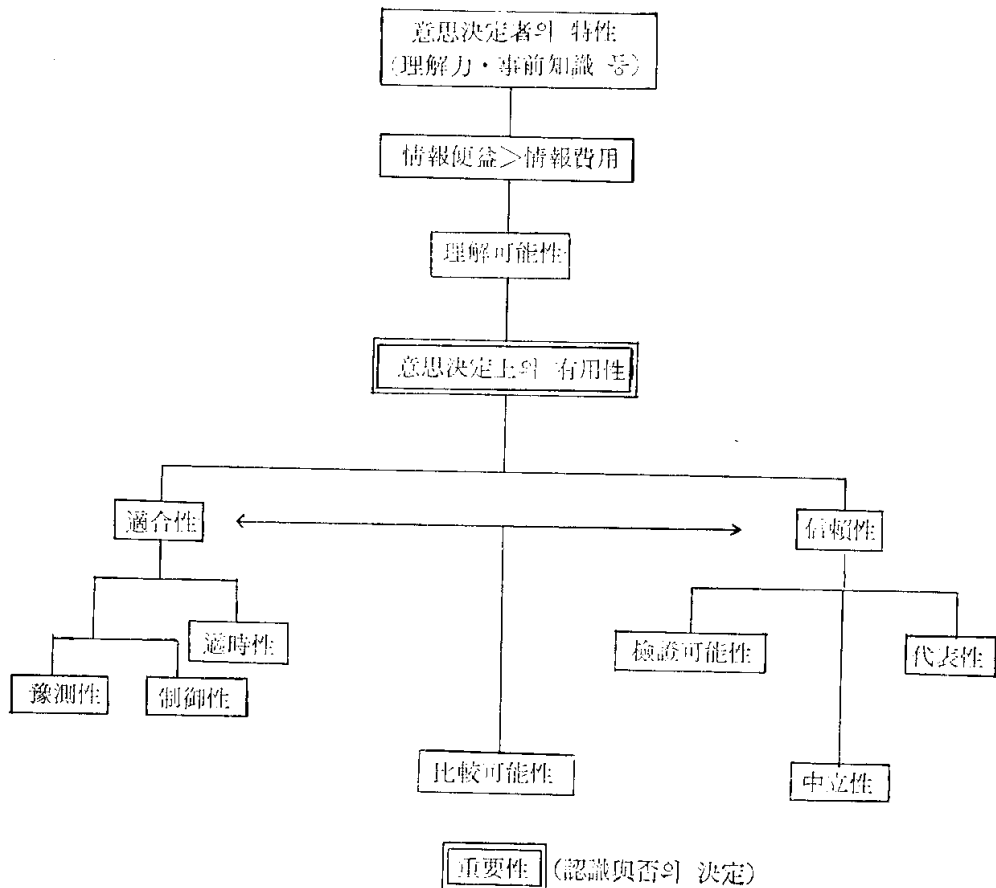 意思決定者의 特性
(理解力·事前知識 등)
情報便益>情報費用
理解可能性
意思決定上의 有用性
適合性
信賴性
適時性
檢證可能性
代表性
豫測性
制御性
比較可能性
中立性
重要性 (認識與否의 決定)